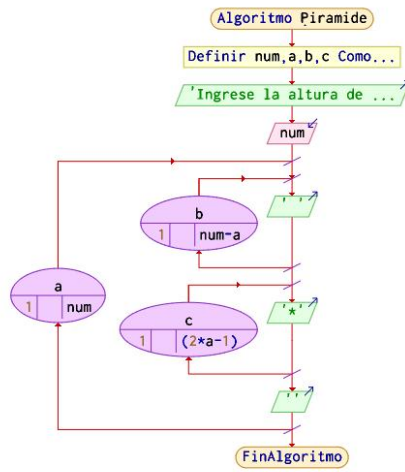 Algoritmo Piramide
Definir num,a,b,c Como...
'Ingrese la altura de ...
num
b
' '
1 num-a
a
1 num
c
'*'
1 (2*a-1)
''
FinAlgoritmo